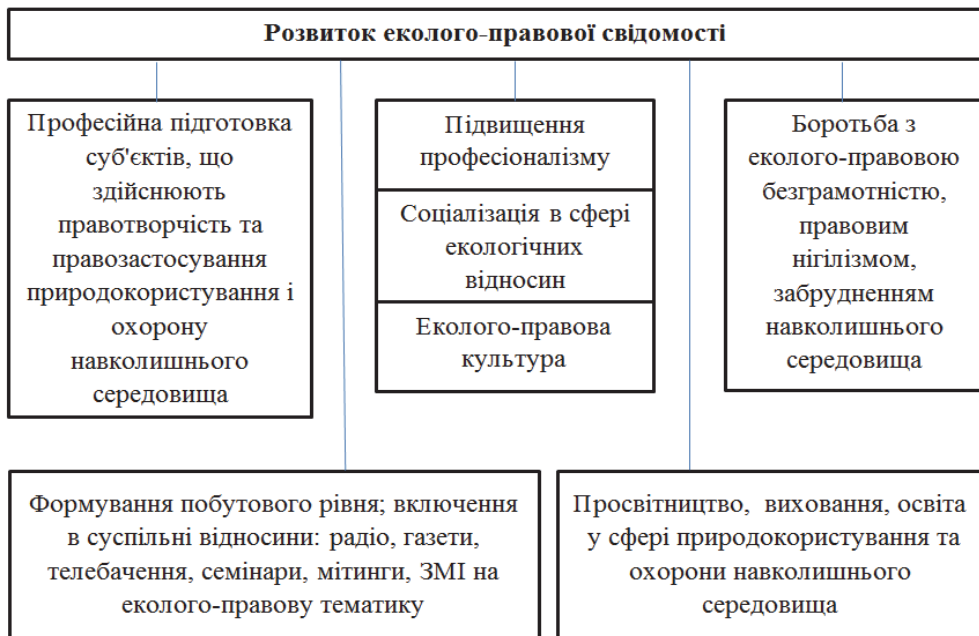 Розвиток еколого-правової свідомості
Професійна підготовка
суб'єктів, що
здійснюють
правотворчість та
правозастосування
природокористування і
охорону
навколишнього
середовища
Підвищення
професіоналізму
Соціалізація в сфері
екологічних
відносин
Еколого-правова
культура
Боротьба з
еколого-правовою
безграмотністю,
правовим
нігілізмом,
забрудненням
навколишнього
середовища
Формування побутового рівня; включення
в суспільні відносини: радіо, газети,
телебачення, семінари, мітинги, ЗМІ на
еколого-правову тематику
Просвітництво, виховання, освіта
у сфері природокористування та
охорони навколишнього
середовища